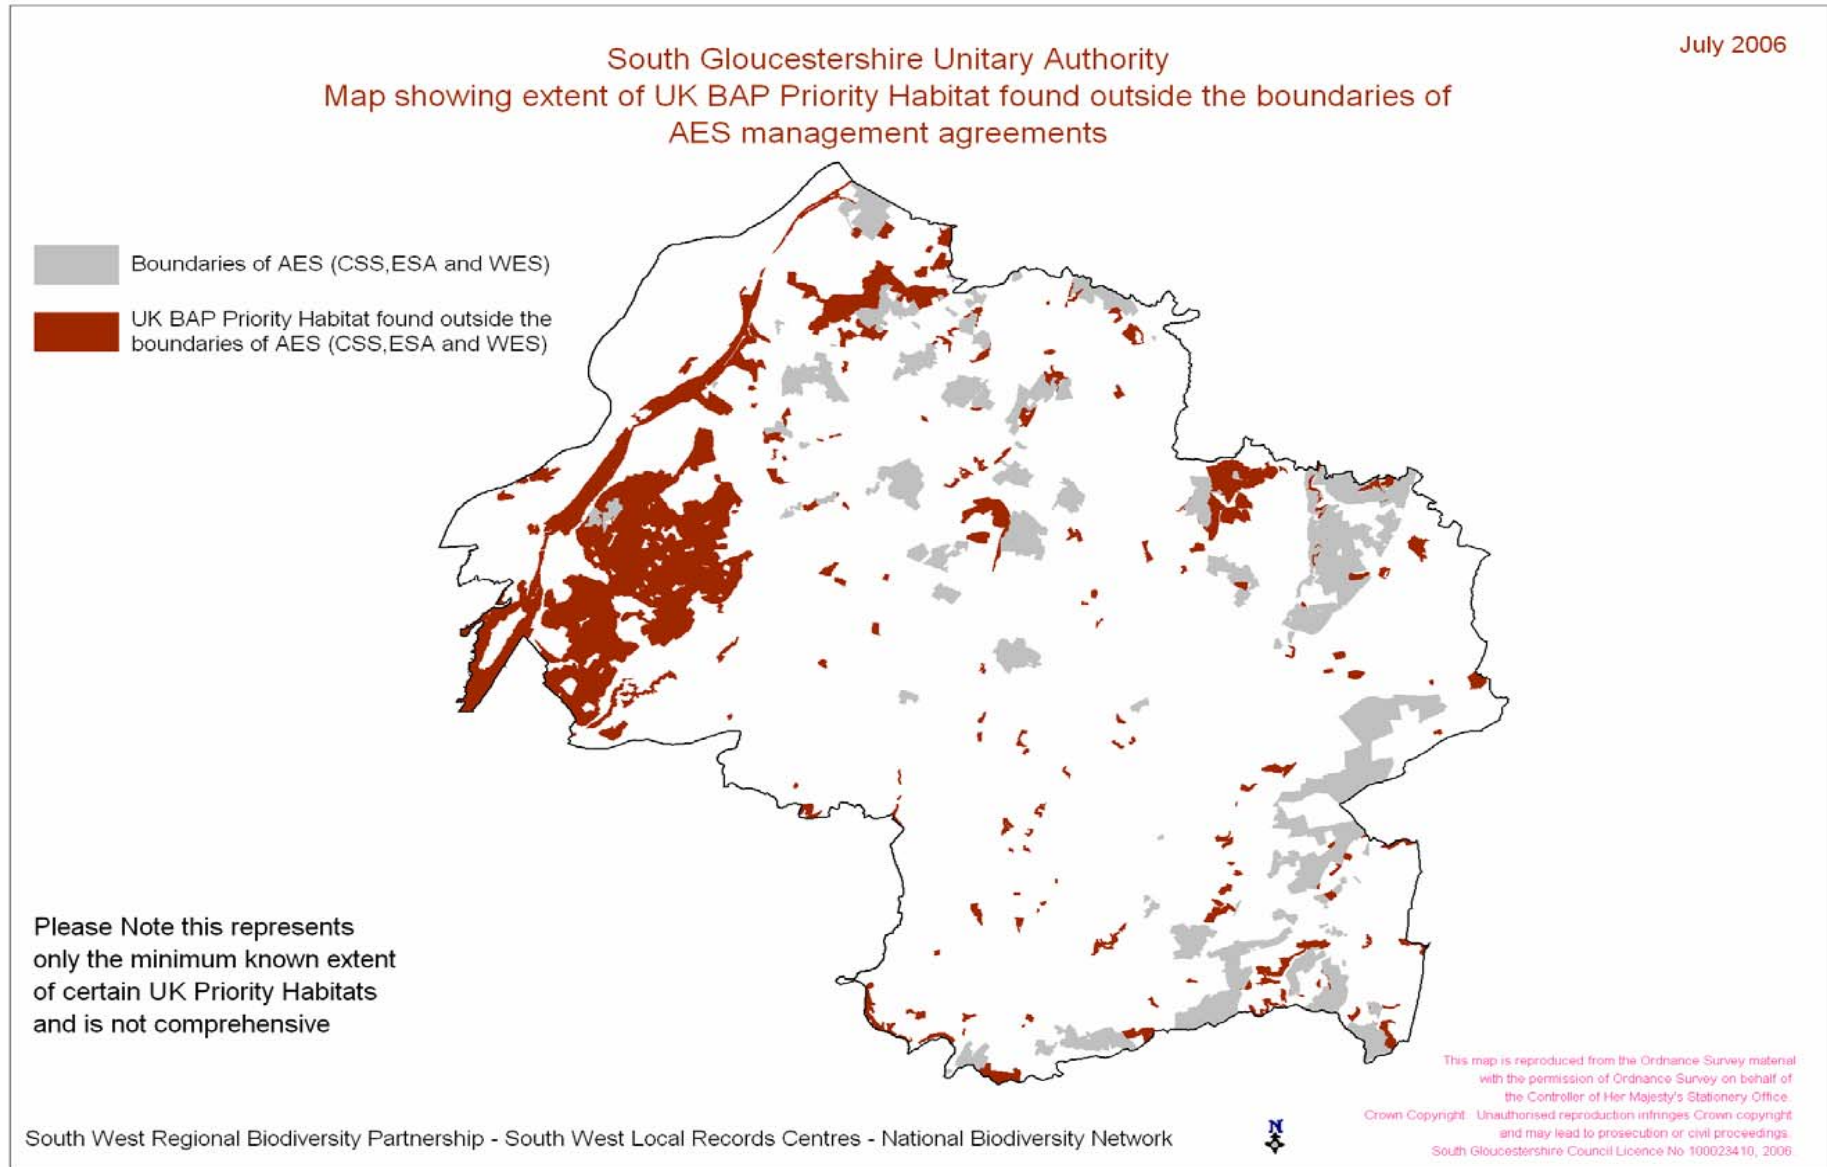 July 2006
South Gloucestershire Unitary Authority
Map showing extent of UK BAP Priority Habitat found outside the boundaries of
AES management agreements
Boundaries of AES (CSS,ESA and WES)
UK BAP Priority Habitat found outside the
boundaries of AES (CSS,ESA and WES)
Please Note this represents
only the minimum known extent
of certain UK Priority Habitats
and is not comprehensive
This map is reproduced from the Ordnance Survey material
with the permission of Ordnance Survey on behalf of
the Controller of Her Majesty's Stationery Office.
Crown Copyright. Unauthorised reproduction infringes Crown copyright
and may lead to prosecution or civil proceedings.
South Gloucestershire Council Licence No 100023410, 2006.
South West Regional Biodiversity Partnership - South West Local Records Centres - National Biodiversity Network
N